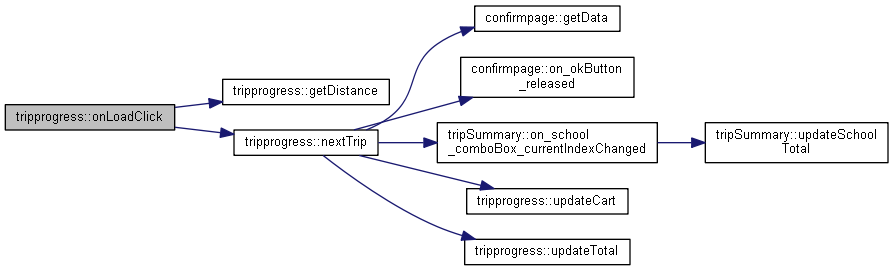 confirmpage::getData
confirmpage::on_okButton
_released
tripprogress::getDistance
tripprogress::onLoadClick
tripprogress::nextTrip
tripSummary::on_school
_comboBox_currentIndexChanged
tripSummary::updateSchool
Total
tripprogress::updateCart
tripprogress::updateTotal